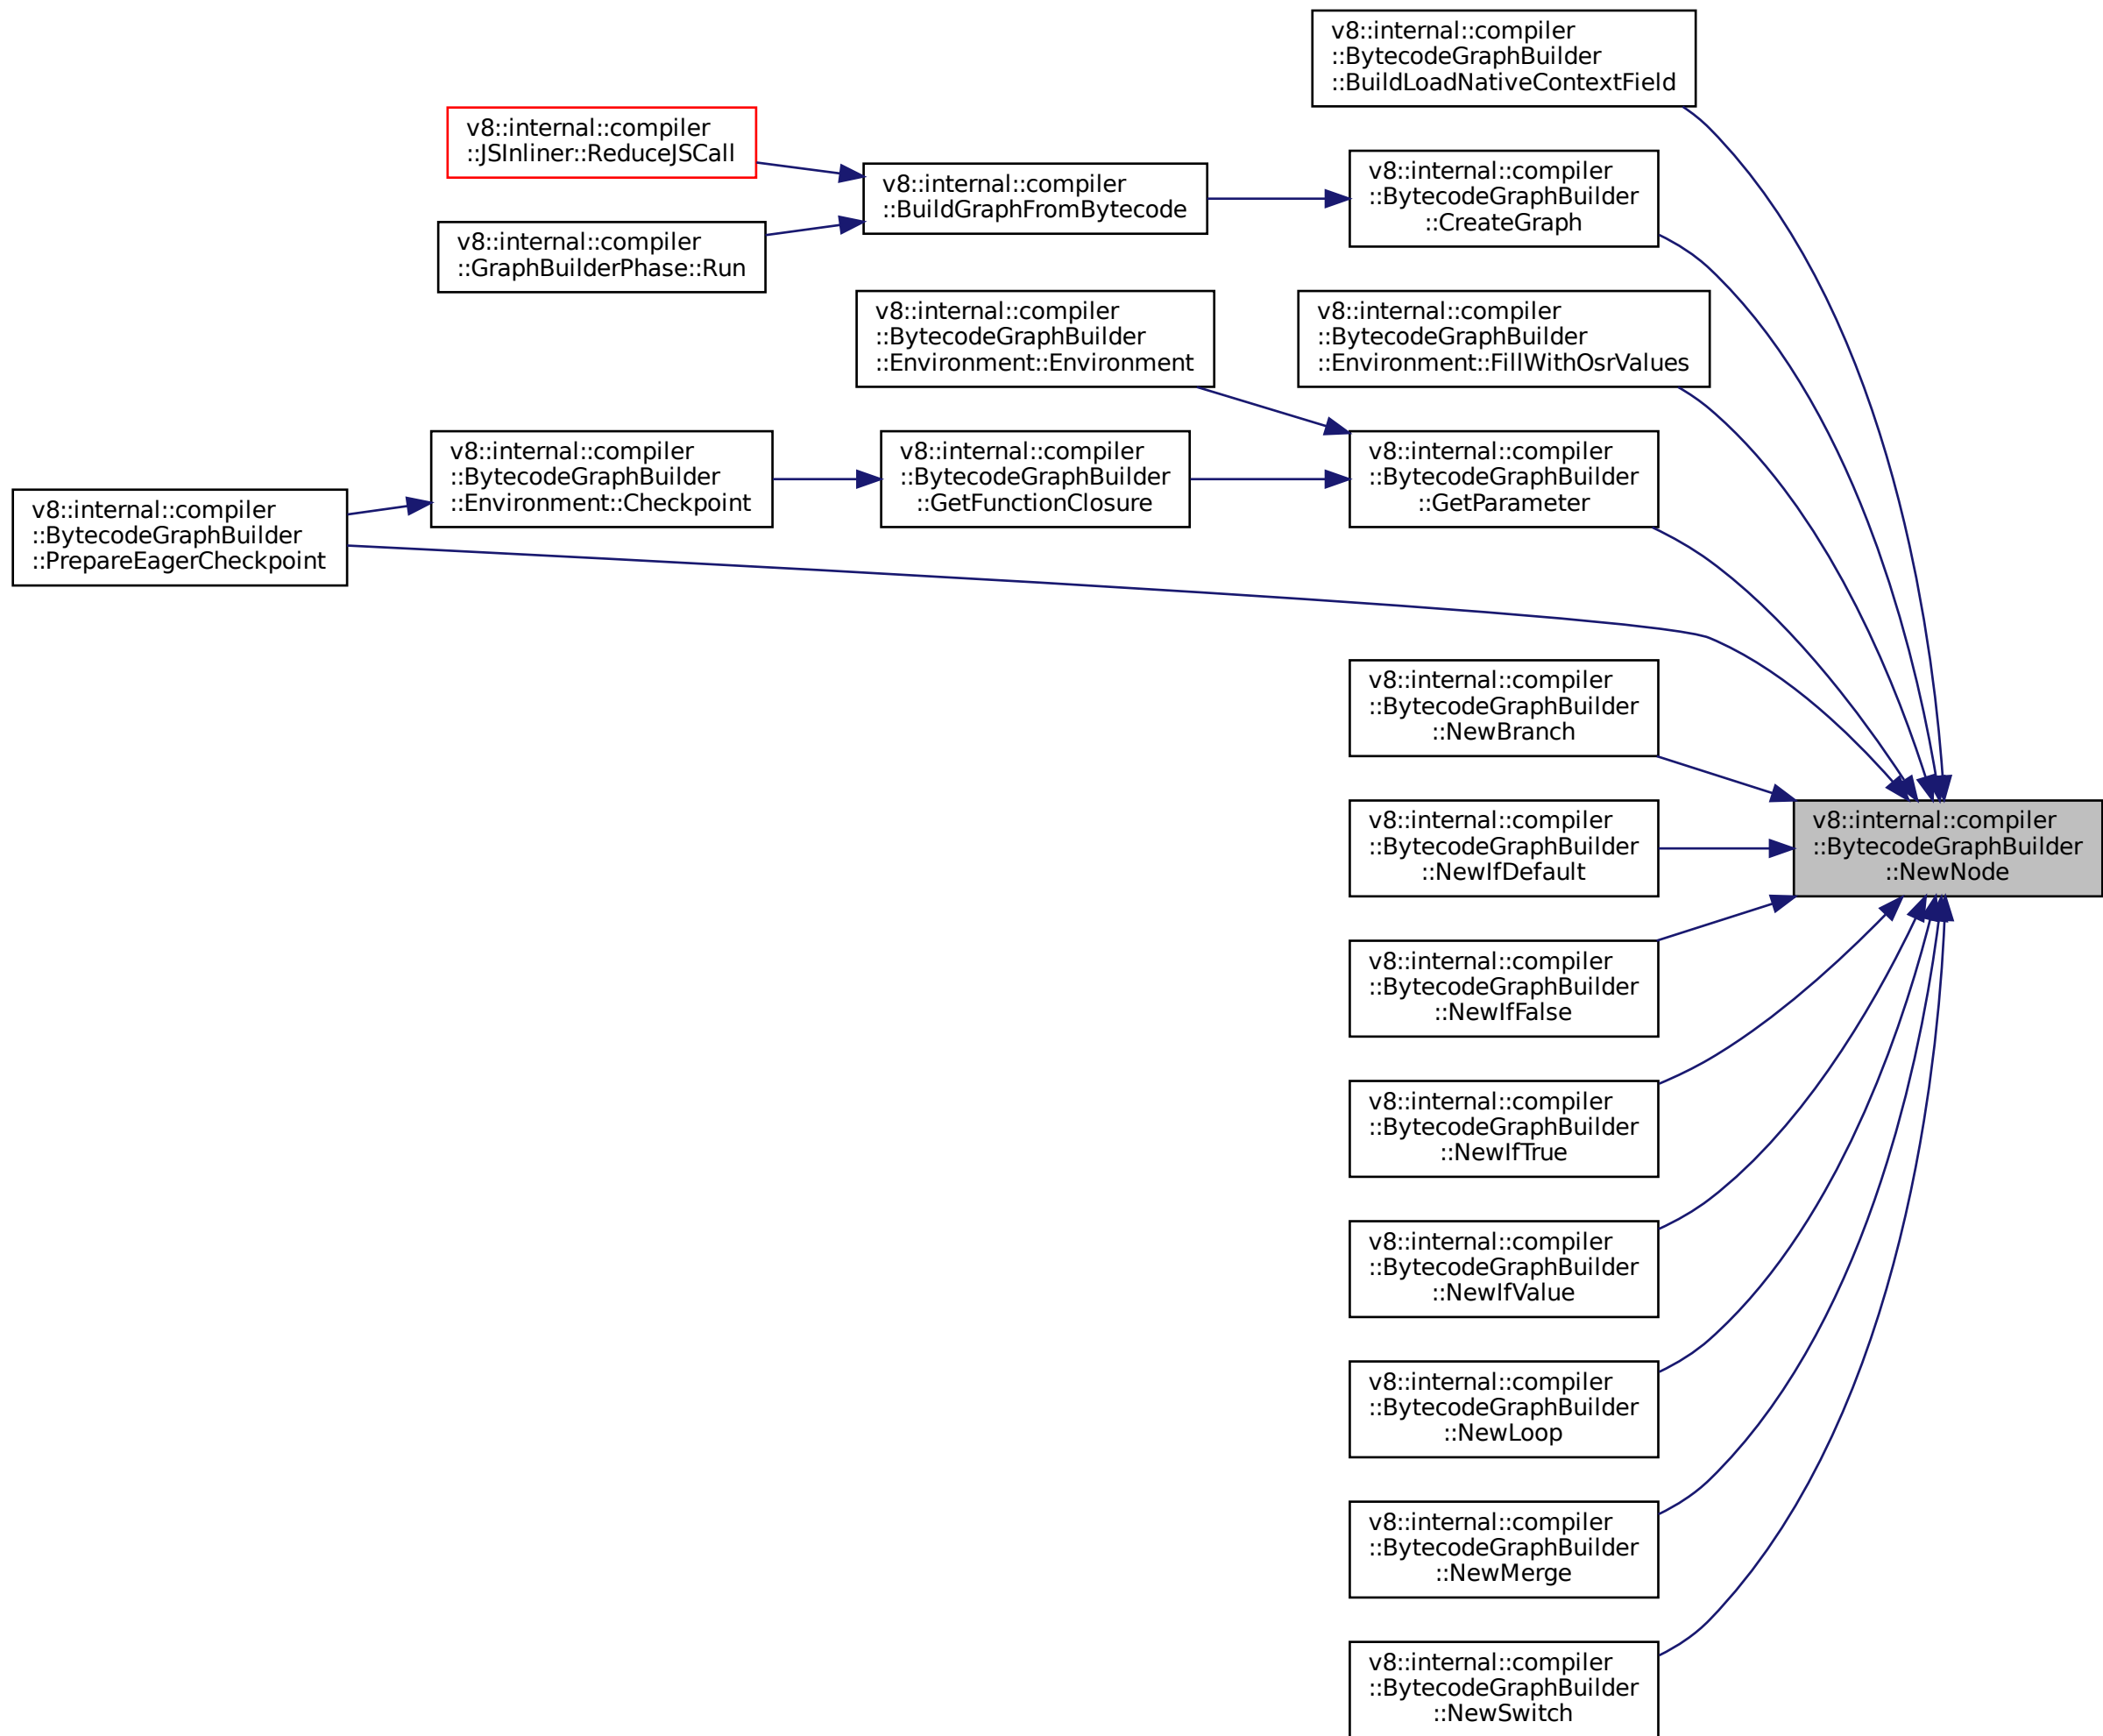 v8::internal::compiler
::BytecodeGraphBuilder
::BuildLoadNativeContextField
v8::internal::compiler
::JSInliner::ReduceJSCall
v8::internal::compiler
::BuildGraphFromBytecode
v8::internal::compiler
::BytecodeGraphBuilder
::CreateGraph
v8::internal::compiler
::GraphBuilderPhase::Run
v8::internal::compiler
::BytecodeGraphBuilder
::Environment::Environment
v8::internal::compiler
::BytecodeGraphBuilder
::Environment::FillWithOsrValues
v8::internal::compiler
::BytecodeGraphBuilder
::PrepareEagerCheckpoint
v8::internal::compiler
::BytecodeGraphBuilder
::Environment::Checkpoint
v8::internal::compiler
::BytecodeGraphBuilder
::GetFunctionClosure
v8::internal::compiler
::BytecodeGraphBuilder
::GetParameter
v8::internal::compiler
::BytecodeGraphBuilder
::NewBranch
v8::internal::compiler
::BytecodeGraphBuilder
::NewIfDefault
v8::internal::compiler
::BytecodeGraphBuilder
::NewNode
v8::internal::compiler
::BytecodeGraphBuilder
::NewIfFalse
v8::internal::compiler
::BytecodeGraphBuilder
::NewIfTrue
v8::internal::compiler
::BytecodeGraphBuilder
::NewIfValue
v8::internal::compiler
::BytecodeGraphBuilder
::NewLoop
v8::internal::compiler
::BytecodeGraphBuilder
::NewMerge
v8::internal::compiler
::BytecodeGraphBuilder
::NewSwitch